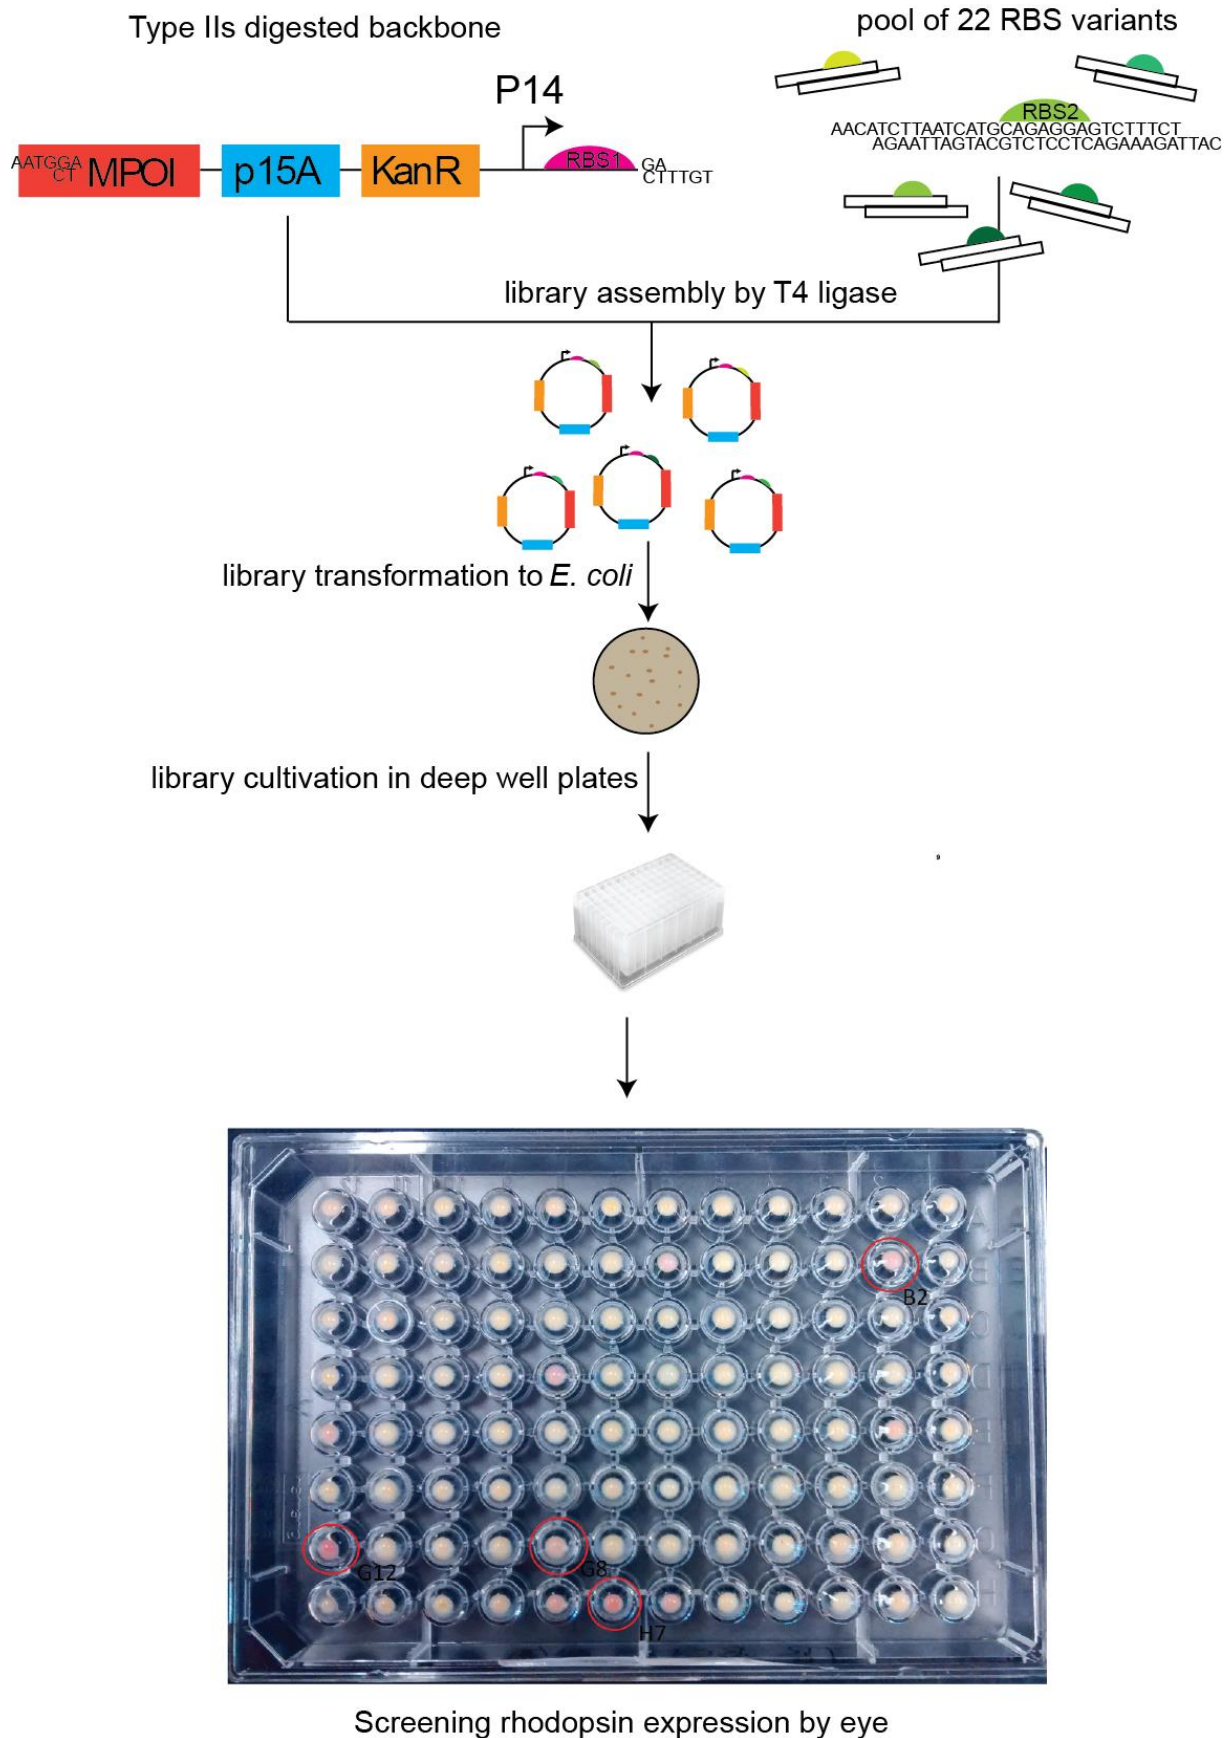 Type IIs digested backbone
pool of 22 RBS variants
P14
RBS2
AACATCTTAATCATGCAGAGGAGTCTTTCT
AGAATTAGTACGTCTCCTCAGAAAGATTAC
AATGGA
CT
MPOI
p15A
KanR
RBS1
GA
CTTTGT
library assembly by T4 ligase
library transformation to E. coli
library cultivation in deep well plates
A
B
B2
G12
G8
H7
Screening rhodopsin expression by eye